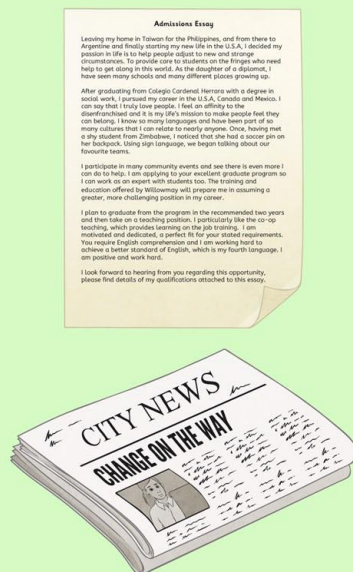 Admissions Essay
Leaving my home in Taiwan for the Philippines, and from there to
Argentine and finally starting my new life in the U.S.A, I decided my
passion in life is to help people adjust to new and strange
circumstances. To provide care to students on the fringes who need
help to get along in this world. As the daughter of a diplomat, I
have seen many schools and many different places growing up.
After graduating from Colegio Cardenal Herrara with a degree in
social work, I pursued my career in the U.S.A, Canada and Mexico. I
can say that I truly love people. I feel an affinity to the
disenfranchised and it is my life's mission to make people feel they
can belong. I know so many languages and have been part of so
many cultures that I can relate to nearly anyone. Once, having met
a shy student from Zimbabwe, I noticed that she had a soccer pin on
her backpack. Using sign language, we began talking about our
favourite teams.
I participate in many community events and see there is even more I
can do to help. I am applying to your excellent graduate program so
I can work as an expert with students too. The training and
education offered by Willowmay will prepare me in assuming a
greater, more challenging position in my career.
I plan to graduate from the program in the recommended two years
and then take on a teaching position. I particularly like the co-op
teaching, which provides learning on the job training. I am
motivated and dedicated, a perfect fit for your stated requirements.
You require English comprehension and I am working hard to
achieve a better standard of English, which is my fourth language. I
am positive and work hard.
I look forward to hearing from you regarding this opportunity,
please find details of my qualifications attached to this essay.
CITY NEWS
CHANGE ON THE WAY